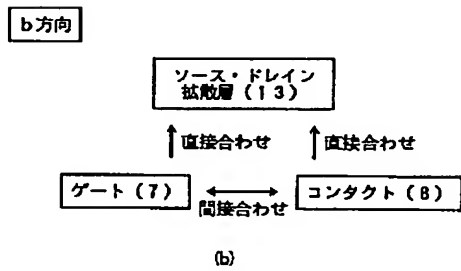 b方向
ソース・ドレイン
拡散層(13)
直接合わせ
直接合わせ
ゲート(7)
間接合わせ
コンタクト(8)
(b)